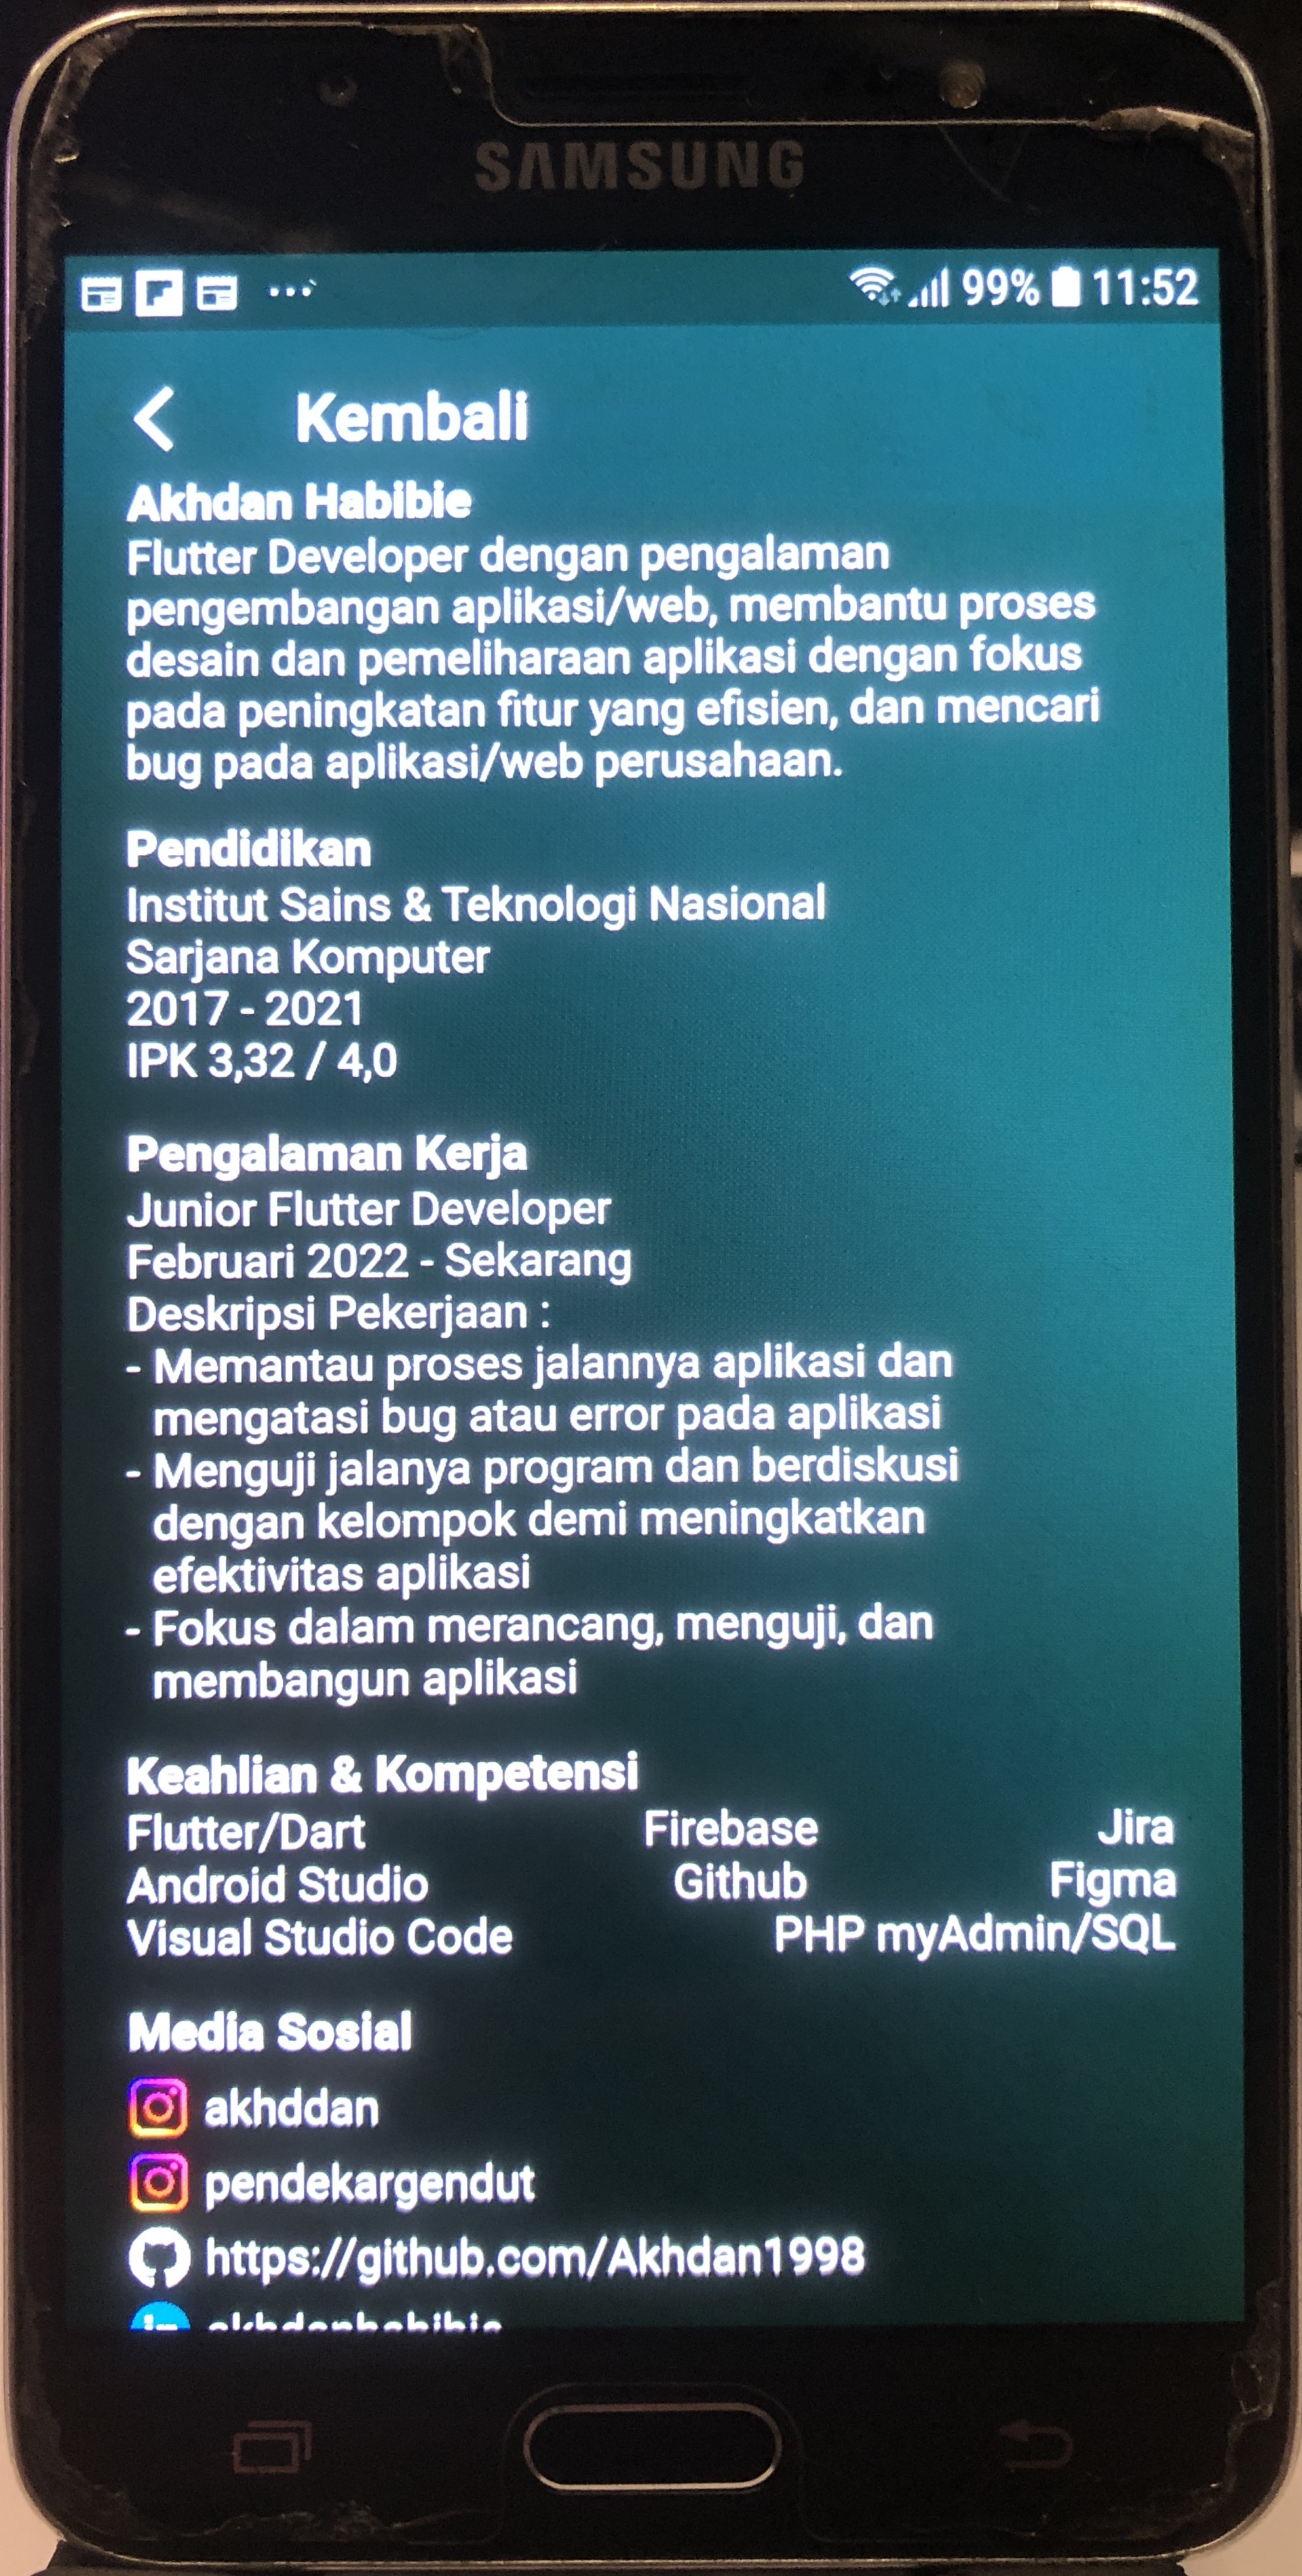 SAMSUNG
99% 11:52
Kembali
Akhdan Habibie
Flutter Developer dengan pengalaman
pengembangan aplikasi/web, membantu proses
desain dan pemeliharaan aplikasi dengan fokus
pada peningkatan fitur yang efisien, dan mencari
bug pada aplikasi/web perusahaan.
Pendidikan
Institut Sains & Teknologi Nasional
Sarjana Komputer
2017 - 2021
IPK 3,32 / 4,0
Pengalaman Kerja
Junior Flutter Developer
Februari 2022 - Sekarang
Deskripsi Pekerjaan :
- Memantau proses jalannya aplikasi dan
mengatasi bug atau error pada aplikasi
- Menguji jalanya program dan berdiskusi
dengan kelompok demi meningkatkan
efektivitas aplikasi
- Fokus dalam merancang, menguji, dan
membangun aplikasi
Keahlian & Kompetensi
Flutter/Dart Firebase Jira
Android Studio Github Figma
Visual Studio Code PHP myAdmin/SQL
Media Sosial
akhddan
pendekargendut
https://github.com/Akhdan1998